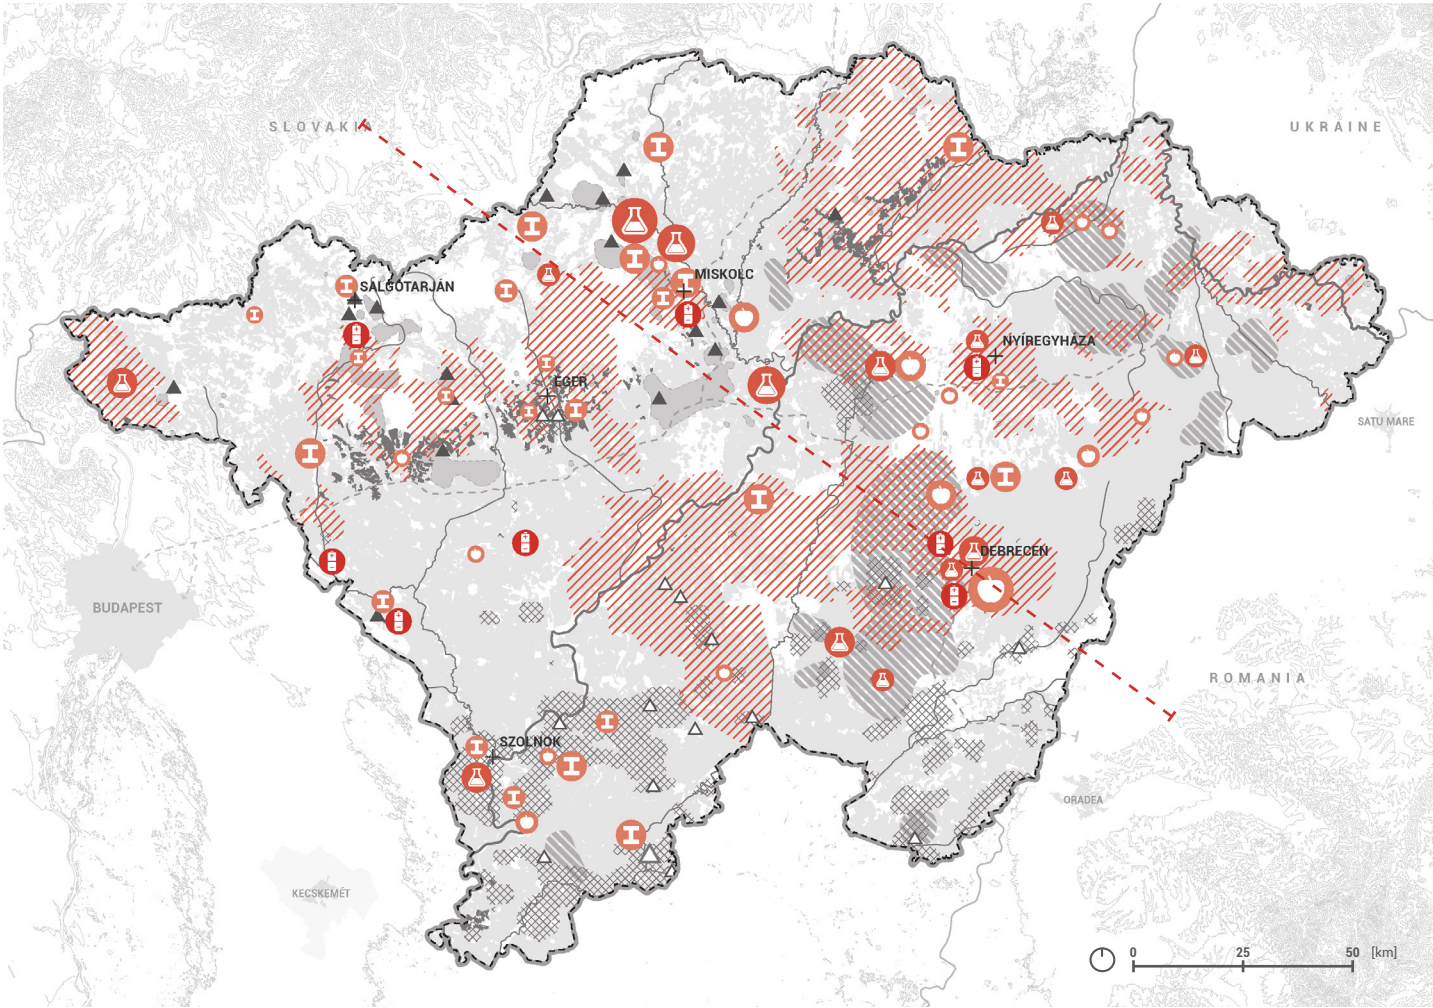 SLOVAKIA
UKRAINE
MISKOLC
SALGÓTARJÁN
NYÍREGYHÁZA
EGER
SATU MARE
DEBRECEN
BUDAPEST
ROMANIA
SZOLNOK
ORADEA
KECSKEMÉT
0 25 50 [km]